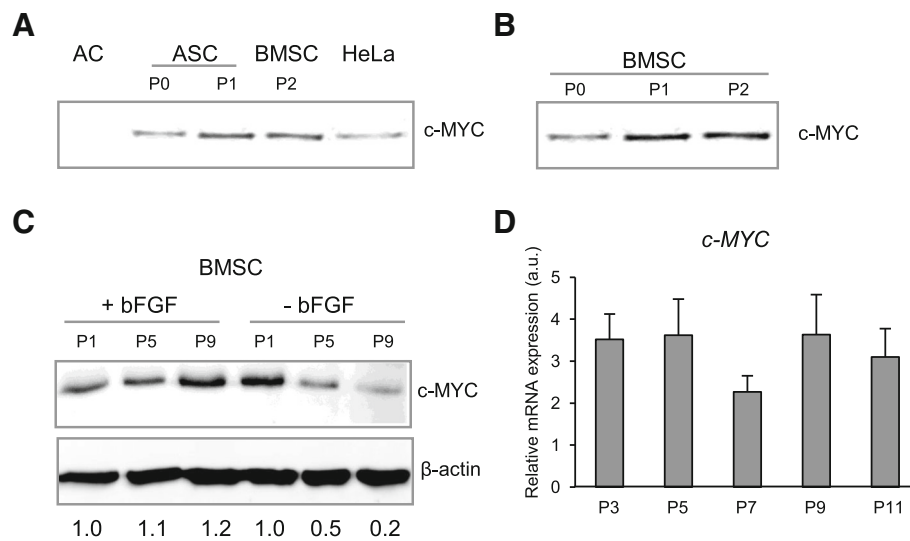 A
AC ASC BMSC HeLa
P0 P1 P2
c-MYC
B
BMSC
P0 P1 P2
c-MYC
C
BMSC
+ bFGF - bFGF
P1 P5 P9 P1 P5 P9
c-MYC
β-actin
1.0 1.1 1.2 1.0 0.5 0.2
D
c-MYC
Relative mRNA expression (a.u.)
5
4
3
2
1
0
P3 P5 P7 P9 P11